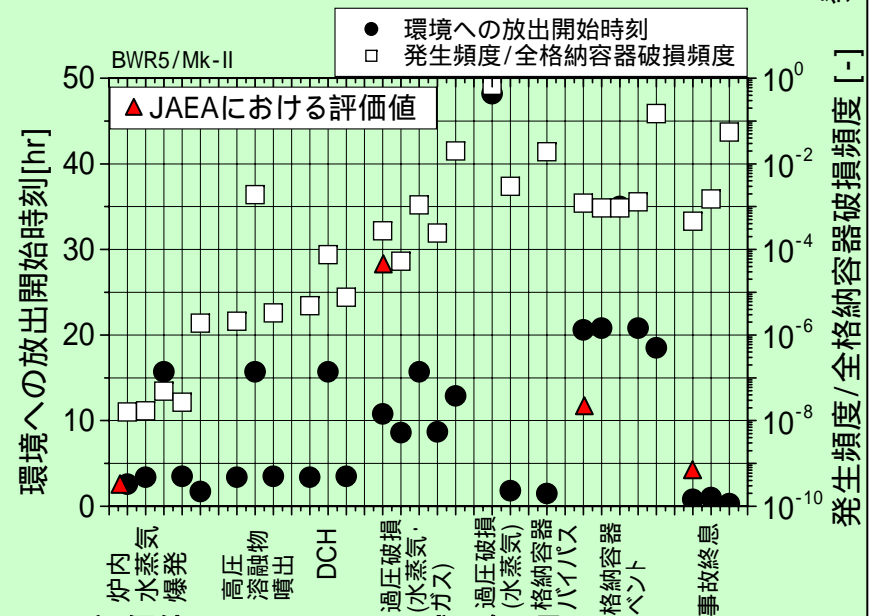 環境への放出開始時刻
発生頻度/全格納容器破損頻度
BWR5/Mk-II
JAEAにおける評価値
環境への放出開始時刻[hr]
50
40
30
20
10
0
10^0
10^-2
10^-4
10^-6
10^-8
10^-10
発生頻度/全格納容器破損頻度 [-]
炉内
水蒸気
爆発
高圧
溶融物
噴出
DCH
過圧破損
(水蒸気・
ガス)
過圧破損
(水蒸気)
格納容器
バイパス
格納容器
ベント
事故終息